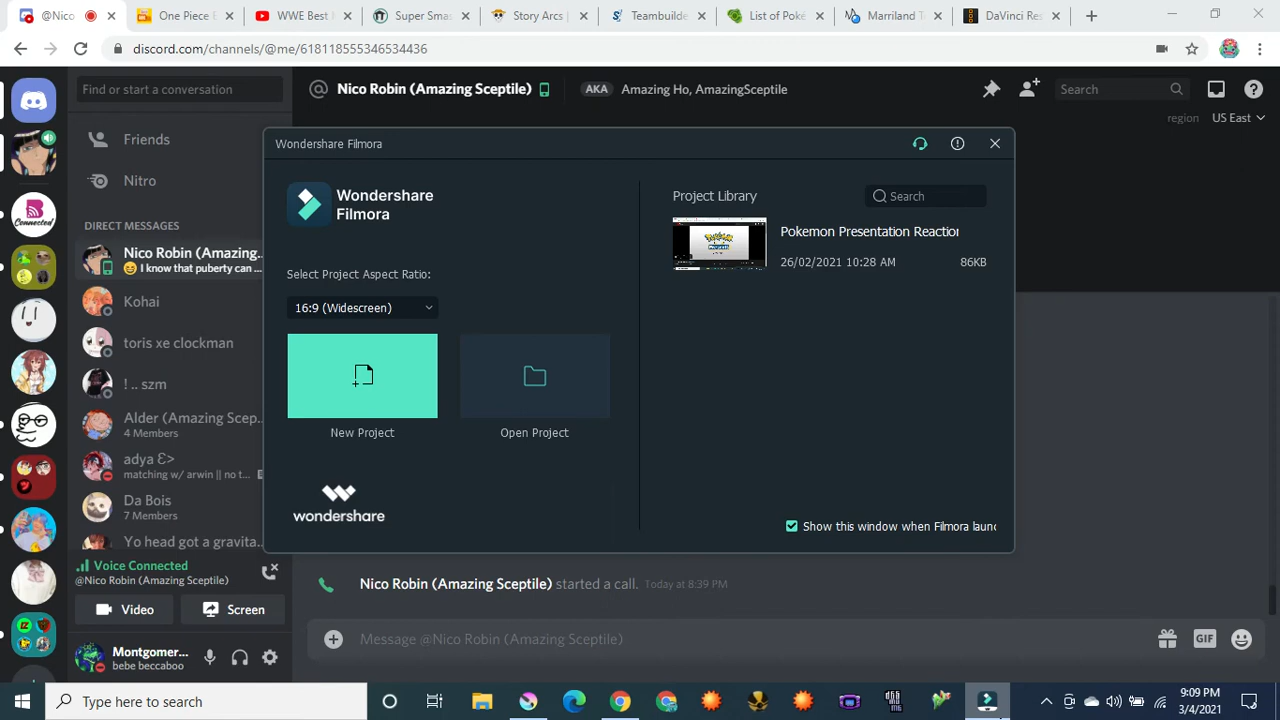 @Nico
One Piece E
WWE Best M
Super Smas
Story Arcs |
Teambuilde
List of Poké
Marriland T
DaVinci Res
discord.com/channels/@me/618118555346534436
Find or start a conversation
Nico Robin (Amazing Sceptile)
AKA
Amazing Ho, AmazingSceptile
Search
region
US East
Friends
Nitro
DIRECT MESSAGES
Nico Robin (Amazing...
I know that puberty can ...
Kohai
toris xe clockman
! .. szm
Alder (Amazing Scep...
4 Members
adya Ɛ>
matching w/ arwin || no t
Da Bois
7 Members
Yo head got a gravita
Voice Connected
@Nico Robin (Amazing Sceptile)
Video
Screen
Montgomer...
bebe beccaboo
Connected
Wondershare Filmora
Wondershare
Filmora
Select Project Aspect Ratio:
16:9 (Widescreen)
New Project
Open Project
wondershare
Project Library
Search
Pokemon Presentation Reaction
26/02/2021 10:28 AM
86KB
Show this window when Filmora launc
Nico Robin (Amazing Sceptile) started a call. Today at 8:39 PM
Message @Nico Robin (Amazing Sceptile)
GIF
Type here to search
9:09 PM
3/4/2021